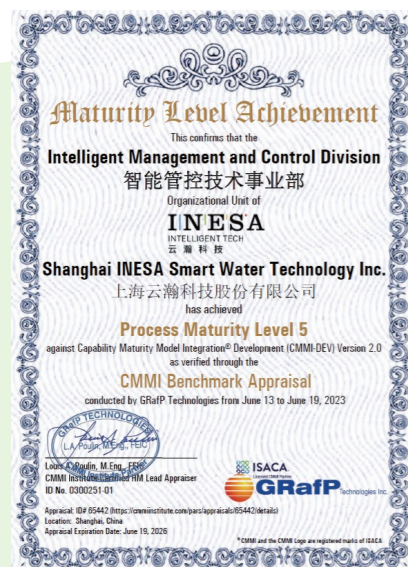 Maturity Level Achievement
This confirms that the
Intelligent Management and Control Division
智能管控技术事业部
Organizational Unit of
INESA
INTELLIGENT TECH
云瀚科技
Shanghai INESA Smart Water Technology Inc.
上海云瀚科技股份有限公司
has achieved
Process Maturity Level 5
against Capability Maturity Model Integration® Development (CMMI-DEV) Version 2.0
as verified through the
CMMI Benchmark Appraisal
conducted by GRafP Technologies from June 13 to June 19, 2023
GRafP TECHNOLOGIES
L.A. Poulin, M.Eng., FEIC
Louis A. Poulin, M.Eng., FEIC
CMMI Institute Certified HM Lead Appraiser
ID No. 0300251-01
ISACA
GRafP Technologies Inc.
Appraisal: ID# 65442 (https://cmmiinstitute.com/pars/appraisals/65442/details)
Location: Shanghai, China
Appraisal Expiration Date: June 19, 2026
*CMMI and the CMMI Logo are registered marks of ISACA